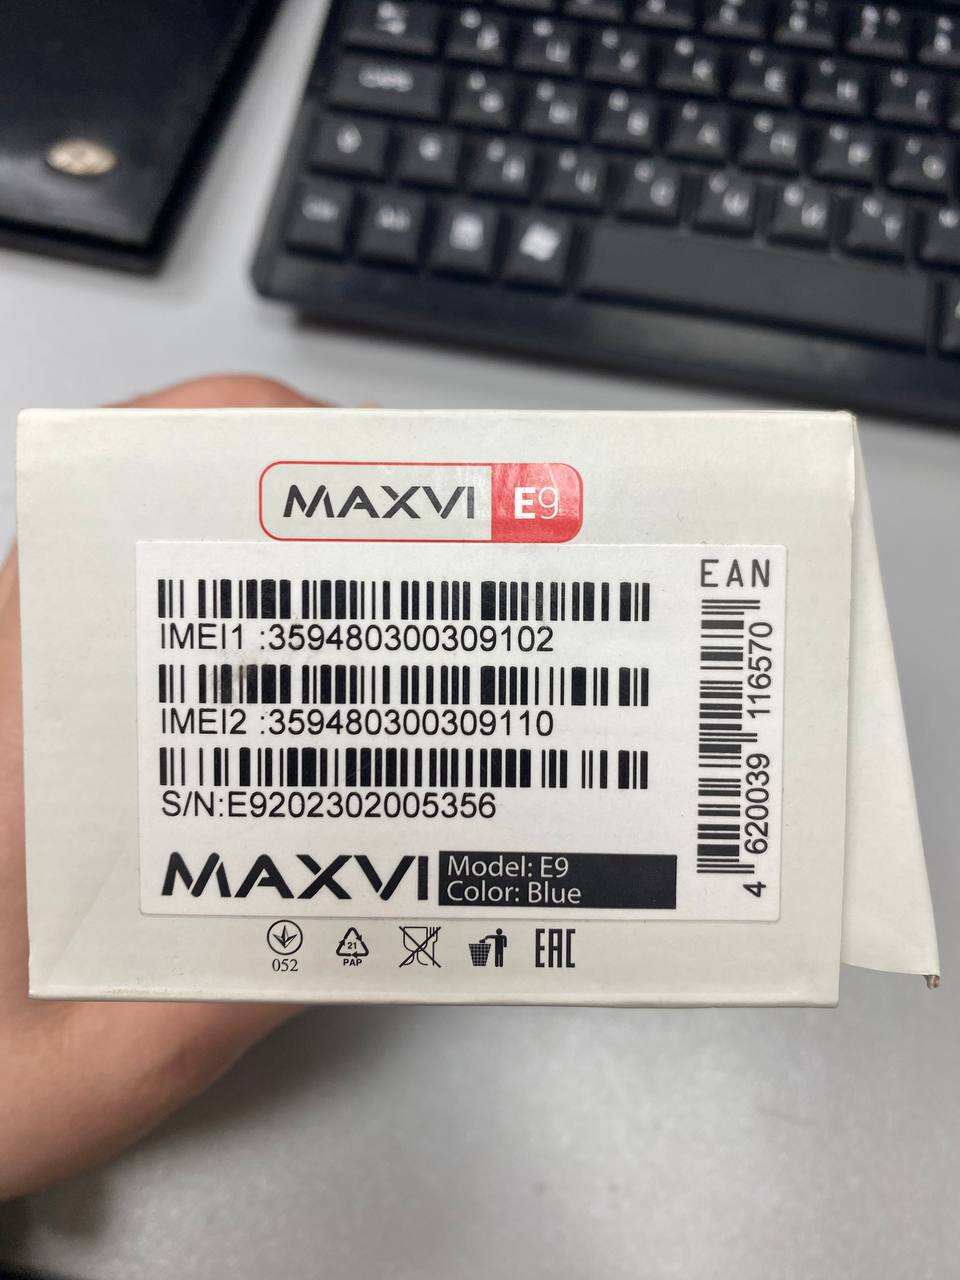 MAXVI E9
EAN
IMEI1 :359480300309102
IMEI2 :359480300309110
S/N:E9202302005356
4 620039 116570
MAXVI
Model: E9
Color: Blue
052
21
PAP
EAC